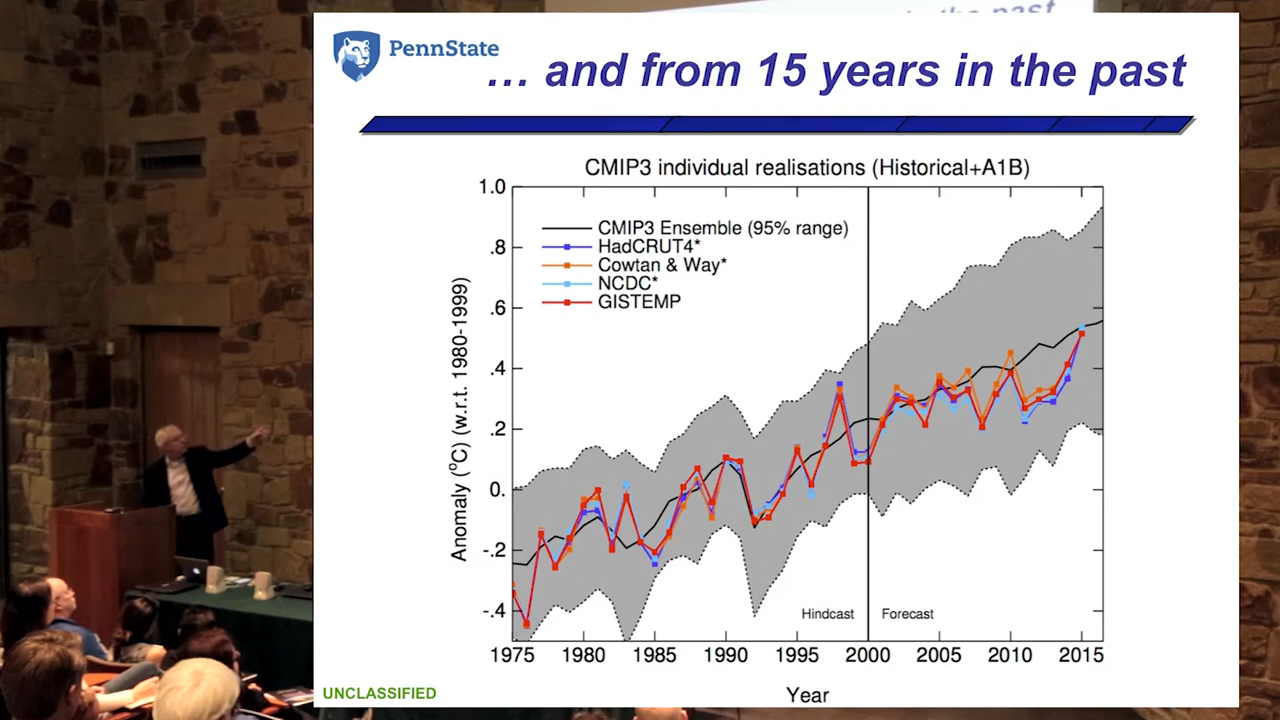 the past
PennState
… and from 15 years in the past
CMIP3 individual realisations (Historical+A1B)
1.0
.8
.6
.4
.2
0.
-.2
-.4
Anomaly (°C) (w.r.t. 1980-1999)
CMIP3 Ensemble (95% range)
HadCRUT4*
Cowtan & Way*
NCDC*
GISTEMP
Hindcast
Forecast
1975 1980 1985 1990 1995 2000 2005 2010 2015
Year
UNCLASSIFIED